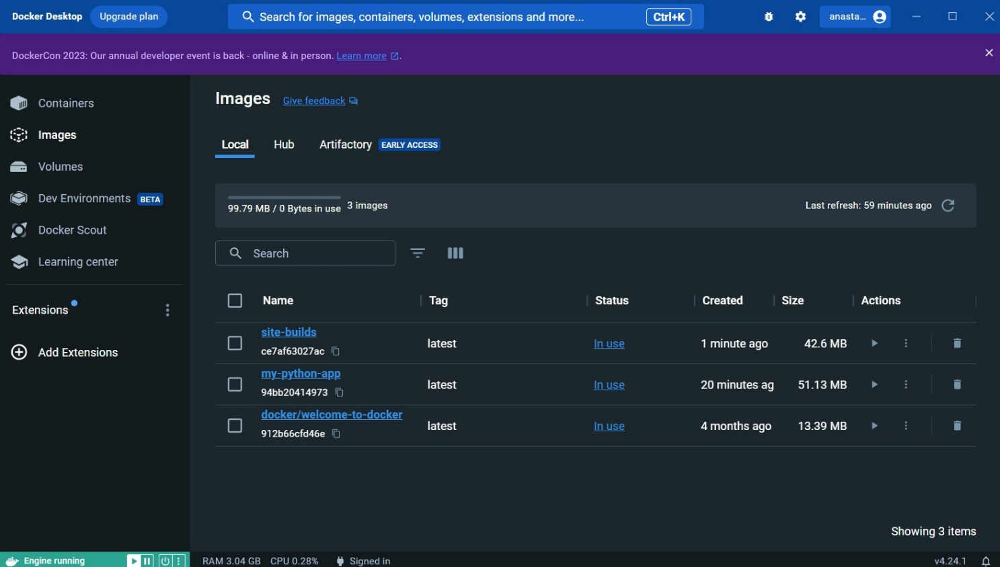 Docker Desktop Upgrade plan Search for images, containers, volumes, extensions and more... Ctrl+K anasta...
DockerCon 2023: Our annual developer event is back - online & in person. Learn more.
Containers
Images
Volumes
Dev Environments BETA
Docker Scout
Learning center
Extensions
Add Extensions
Images Give feedback
Local Hub Artifactory EARLY ACCESS
99.79 MB / 0 Bytes in use 3 images Last refresh: 59 minutes ago
Search
Name Tag Status Created Size Actions
site-builds
ce7af63027ac latest In use 1 minute ago 42.6 MB
my-python-app
94bb20414973 latest In use 20 minutes ag 51.13 MB
docker/welcome-to-docker
912b66cfd46e latest In use 4 months ago 13.39 MB
Showing 3 items
Engine running RAM 3.04 GB CPU 0.28% Signed in v4.24.1